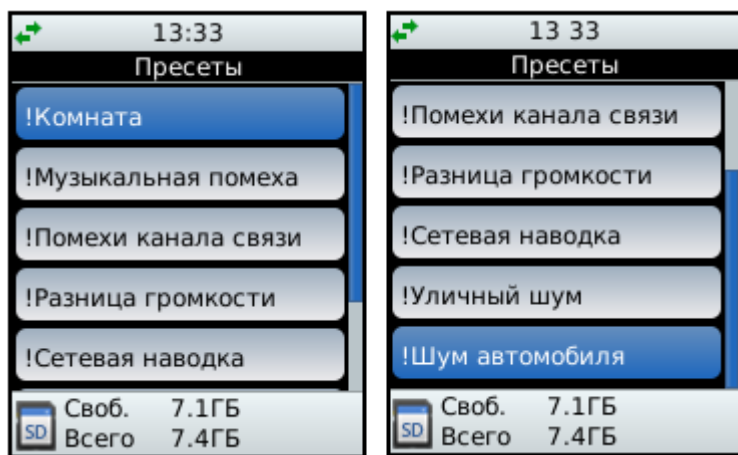 13:33
Пресеты
!Комната
!Музыкальная помеха
!Помехи канала связи
!Разница громкости
!Сетевая наводка
SD
Своб. 7.1ГБ
Всего 7.4ГБ
13 33
Пресеты
!Помехи канала связи
!Разница громкости
!Сетевая наводка
!Уличный шум
!Шум автомобиля
SD
Своб. 7.1ГБ
Всего 7.4ГБ